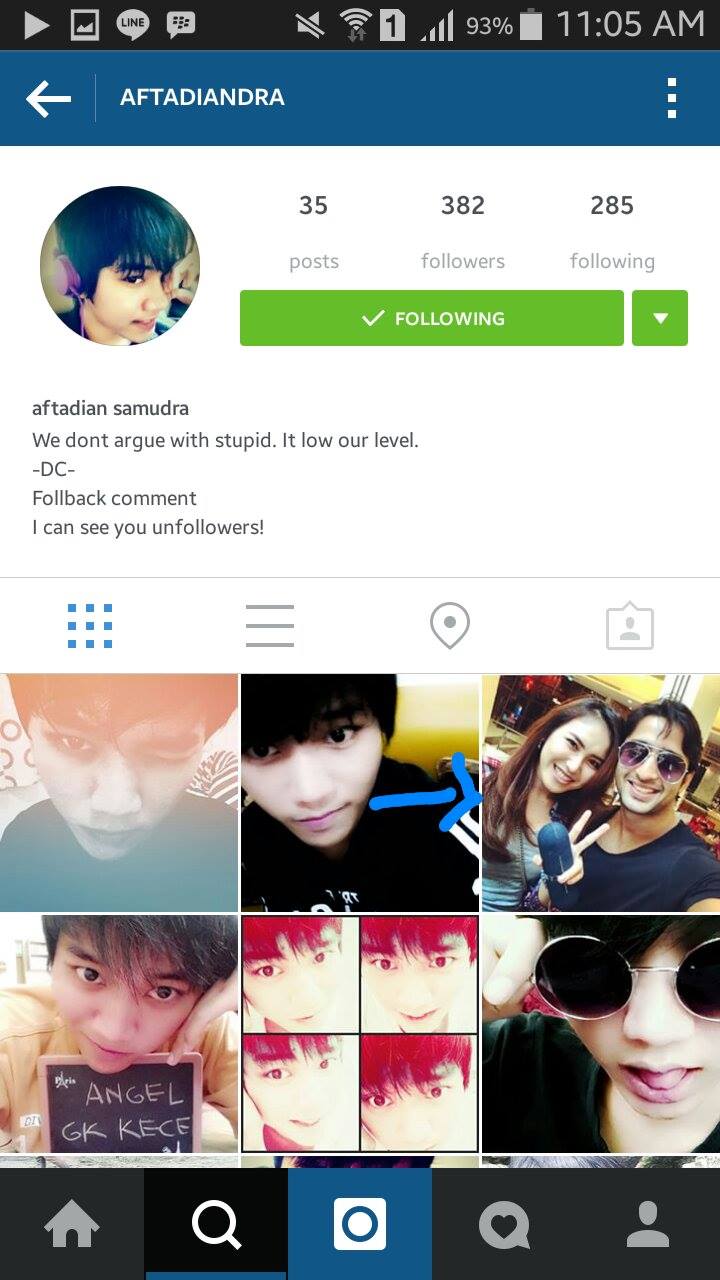 LINE
1
93%
11:05 AM
AFTADIANDRA
35
382
285
posts
followers
following
FOLLOWING
aftadian samudra
We dont argue with stupid. It low our level.
-DC-
Follback comment
I can see you unfollowers!
Paris
ANGEL
GK KECE